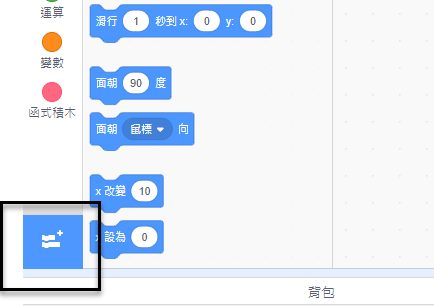 運算
變數
函式積木
滑行 1 秒到 x: 0 y: 0
面朝 90 度
面朝 鼠標 向
x 改變 10
x 設為 0
背包